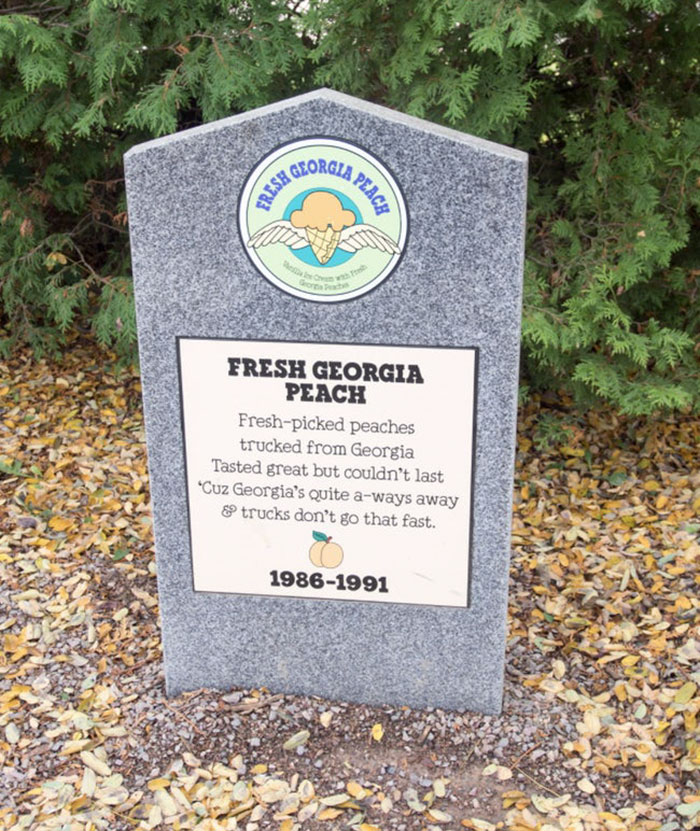 FRESH GEORGIA PEACH
Vanilla Ice Cream with Fresh
Georgia Peaches
FRESH GEORGIA
PEACH
Fresh-picked peaches
trucked from Georgia
Tasted great but couldn't last
'Cuz Georgia's quite a-ways away
& trucks don't go that fast.
1986-1991